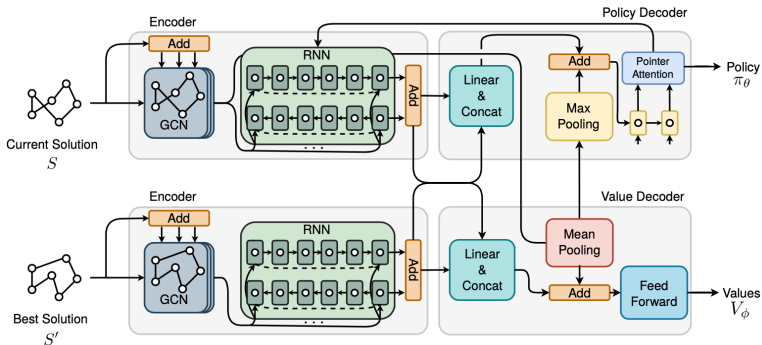 Encoder
Policy Decoder
Add
RNN
GCN
Add
Linear
&
Concat
Add
Max
Pooling
Pointer
Attention
Policy
πθ
Current Solution
S
. . .
Encoder
Value Decoder
Add
RNN
GCN
Add
Linear
&
Concat
Mean
Pooling
Add
Feed
Forward
Values
Vϕ
Best Solution
S′
. . .